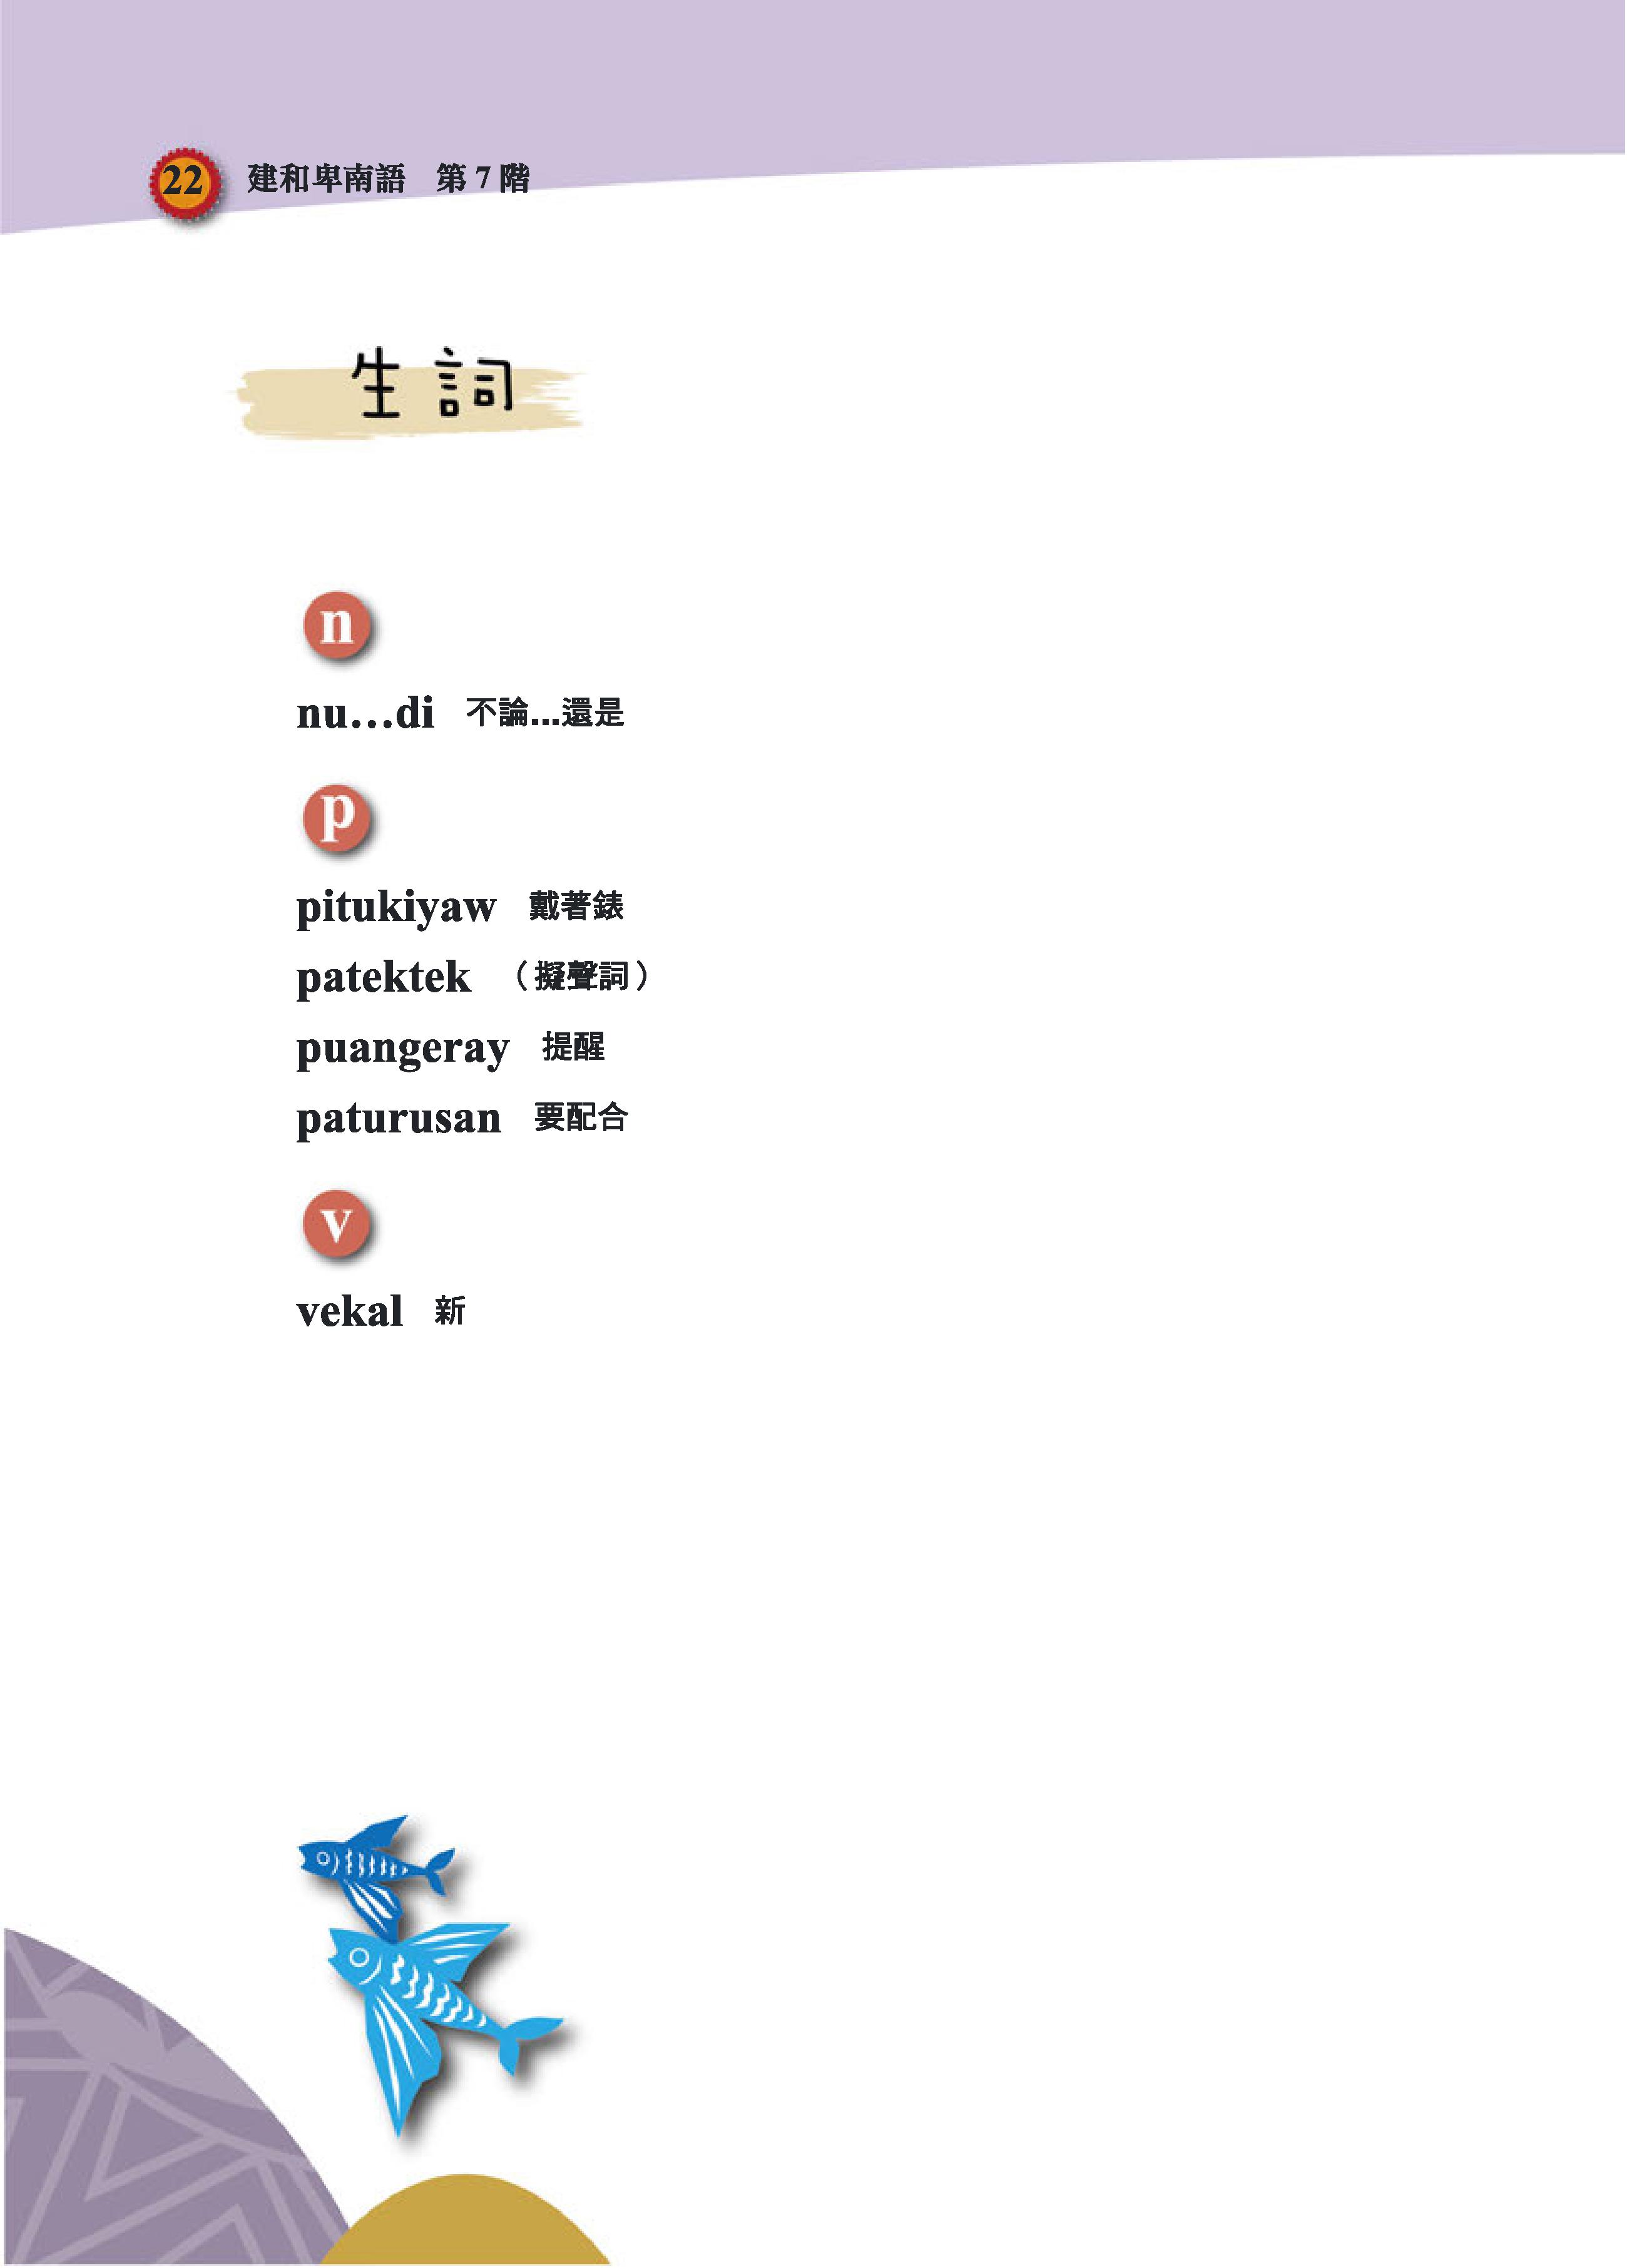 22 建和卑南語 第 7 階
生詞
n
nu…di 不論...還是
p
pitukiyaw 戴著錶
patektek （擬聲詞）
puangeray 提醒
paturusan 要配合
v
vekal 新